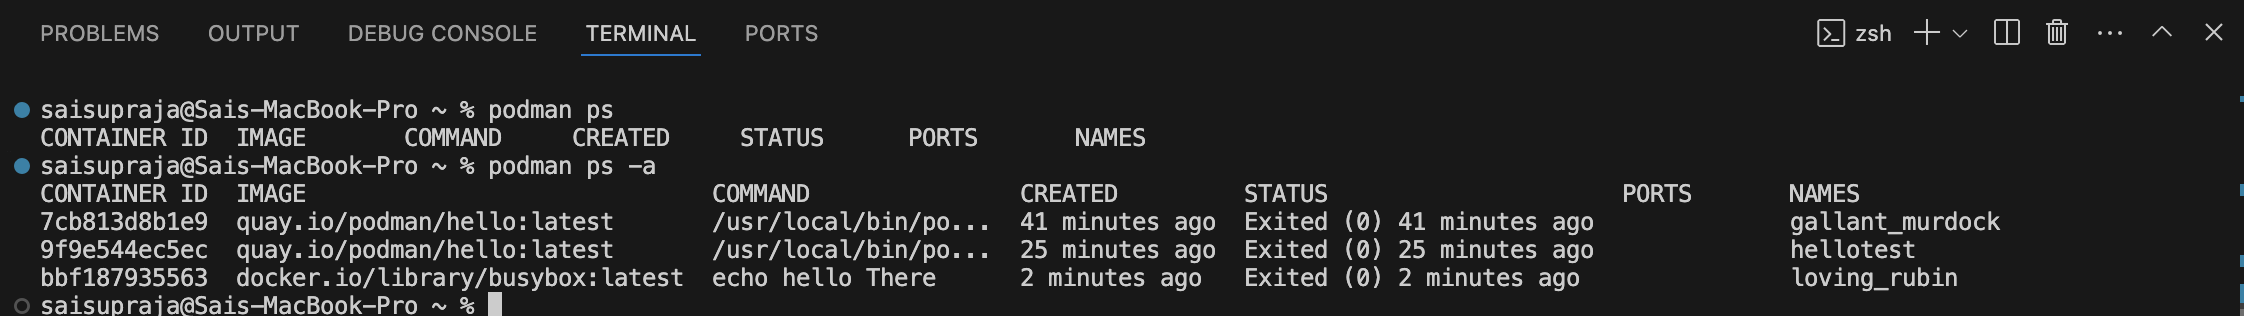 PROBLEMS OUTPUT DEBUG CONSOLE TERMINAL PORTS zsh
saisupraja@Sais-MacBook-Pro ~ % podman ps
CONTAINER ID  IMAGE       COMMAND     CREATED     STATUS      PORTS       NAMES
saisupraja@Sais-MacBook-Pro ~ % podman ps -a
CONTAINER ID  IMAGE                             COMMAND               CREATED         STATUS                     PORTS       NAMES
7cb813d8b1e9  quay.io/podman/hello:latest       /usr/local/bin/po...  41 minutes ago  Exited (0) 41 minutes ago              gallant_murdock
9f9e544ec5ec  quay.io/podman/hello:latest       /usr/local/bin/po...  25 minutes ago  Exited (0) 25 minutes ago              hellotest
bbf187935563  docker.io/library/busybox:latest  echo hello There      2 minutes ago   Exited (0) 2 minutes ago               loving_rubin
saisupraja@Sais-MacBook-Pro ~ %